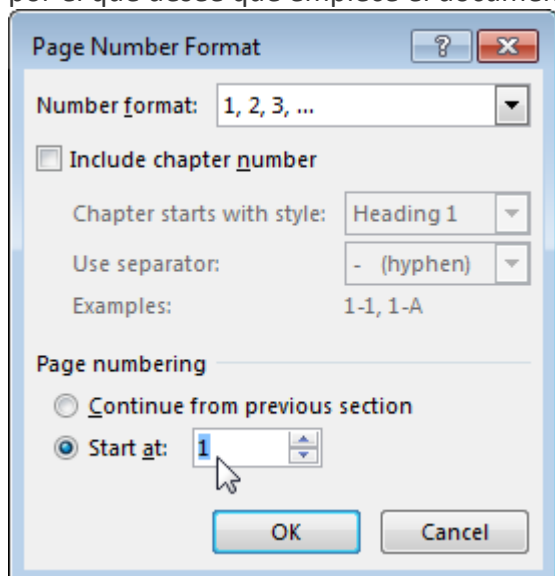 por el que desee que empiece el documen
Page Number Format
Number format: 1, 2, 3, ...
Include chapter number
Chapter starts with style: Heading 1
Use separator: - (hyphen)
Examples: 1-1, 1-A
Page numbering
Continue from previous section
Start at: 1
OK Cancel